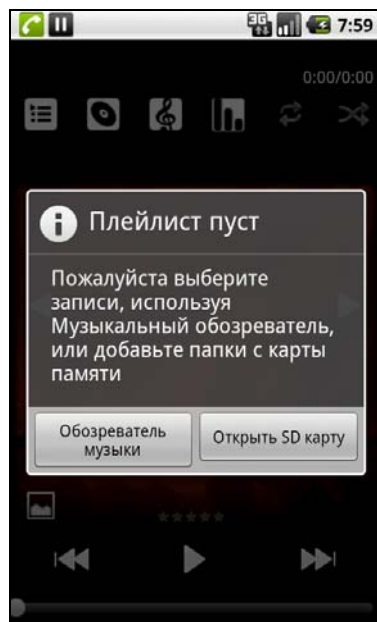 3G 7:59
0:00/0:00
Плейлист пуст
Пожалуйста выберите
записи, используя
Музыкальный обозреватель,
или добавьте папки с карты
памяти
Обозреватель
музыки
Открыть SD карту